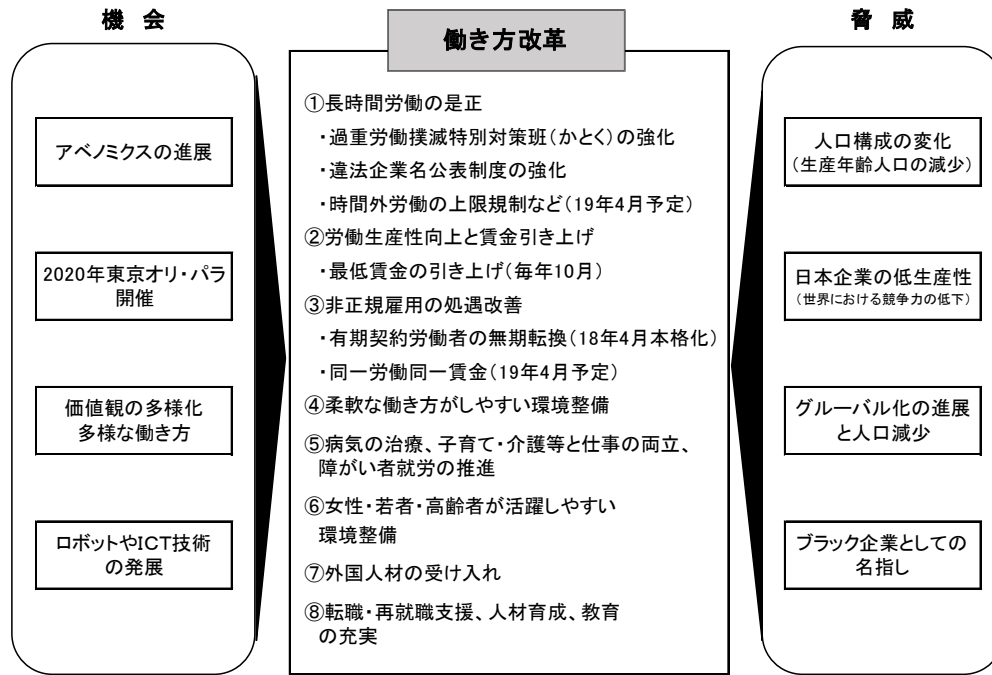 機 会
アベノミクスの進展
2020年東京オリ・パラ
開催
価値観の多様化
多様な働き方
ロボットやICT技術
の発展
働き方改革
①長時間労働の是正
・過重労働撲滅特別対策班(かとく)の強化
・違法企業名公表制度の強化
・時間外労働の上限規制など(19年4月予定)
②労働生産性向上と賃金引き上げ
・最低賃金の引き上げ(毎年10月)
③非正規雇用の処遇改善
・有期契約労働者の無期転換(18年4月本格化)
・同一労働同一賃金(19年4月予定)
④柔軟な働き方がしやすい環境整備
⑤病気の治療、子育て・介護等と仕事の両立、
障がい者就労の推進
⑥女性・若者・高齢者が活躍しやすい
環境整備
⑦外国人材の受け入れ
⑧転職・再就職支援、人材育成、教育
の充実
脅 威
人口構成の変化
(生産年齢人口の減少)
日本企業の低生産性
(世界における競争力の低下)
グルーバル化の進展
と人口減少
ブラック企業としての
名指し